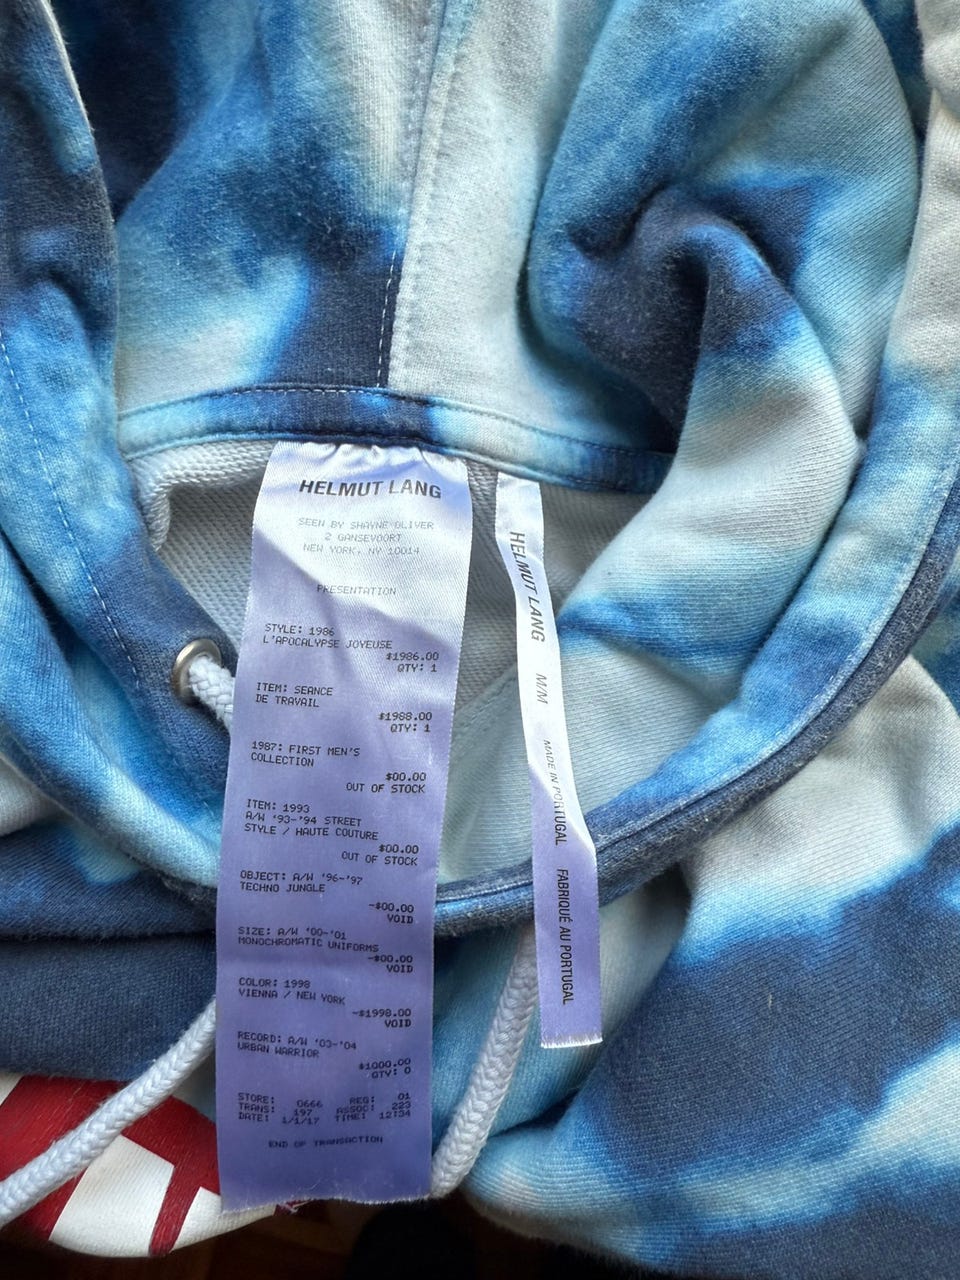 HELMUT LANG
SEEN BY SHAYNE OLIVER
2 GANSEVOORT
NEW YORK, NY 10014
PRESENTATION
STYLE: 1986
L'APOCALYPSE JOYEUSE
$1986.00
QTY: 1
ITEM: SEANCE
DE TRAVAIL
$1988.00
QTY: 1
1987: FIRST MEN'S
COLLECTION
$00.00
OUT OF STOCK
ITEM: 1993
A/W '93-'94 STREET
STYLE / HAUTE COUTURE
$00.00
OUT OF STOCK
OBJECT: A/W '96-'97
TECHNO JUNGLE
-$00.00
VOID
SIZE: A/W '00-'01
MONOCHROMATIC UNIFORMS
-$00.00
VOID
COLOR: 1998
VIENNA / NEW YORK
-$1998.00
VOID
RECORD: A/W '03-'04
URBAN WARRIOR
$1000.00
QTY: 0
STORE: 0666 REG: 01
TRANS: 197 ASSOC: 223
DATE: 1/1/17 TIME: 12:34
END OF TRANSACTION
HELMUT LANG M/M MADE IN PORTUGAL FABRIQUÉ AU PORTUGAL